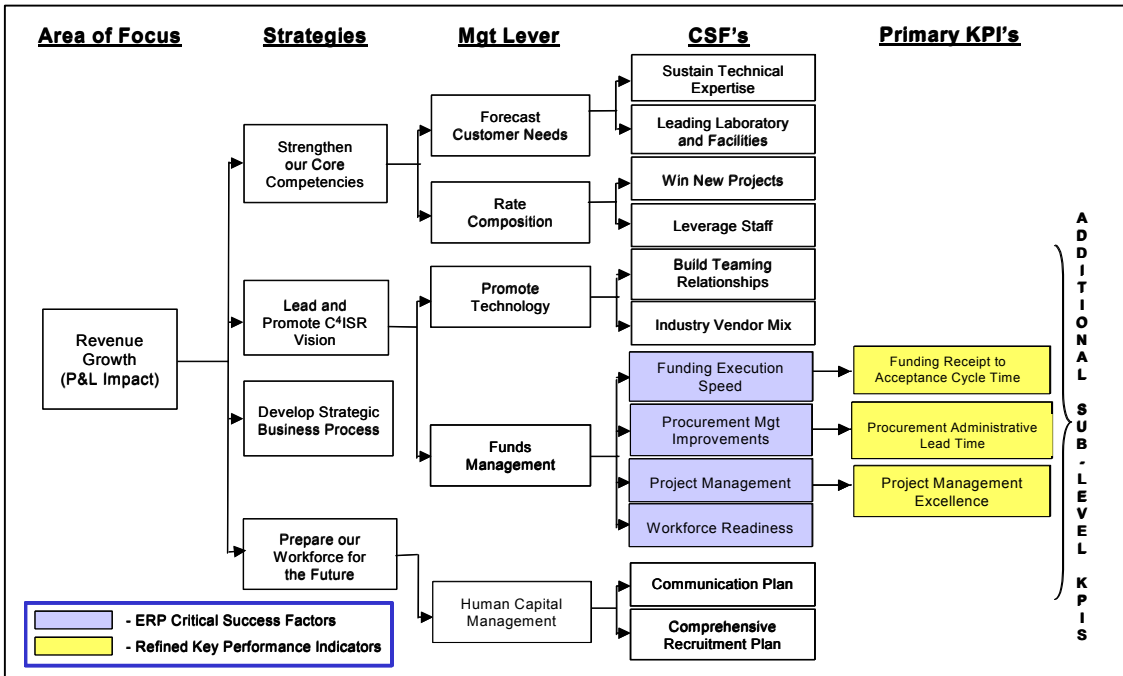 Area of Focus
Strategies
Mgt Lever
CSF's
Primary KPI's
Revenue
Growth
(P&L Impact)
Strengthen
our Core
Competencies
Lead and
Promote C⁴ISR
Vision
Develop Strategic
Business Process
Prepare our
Workforce for
the Future
Forecast
Customer Needs
Rate
Composition
Promote
Technology
Funds
Management
Human Capital
Management
Sustain Technical
Expertise
Leading Laboratory
and Facilities
Win New Projects
Leverage Staff
Build Teaming
Relationships
Industry Vendor Mix
Funding Execution
Speed
Procurement Mgt
Improvements
Project Management
Workforce Readiness
Communication Plan
Comprehensive
Recruitment Plan
Funding Receipt to
Acceptance Cycle Time
Procurement Administrative
Lead Time
Project Management
Excellence
ADDITIONAL SUB-LEVEL KPIS
- ERP Critical Success Factors
- Refined Key Performance Indicators